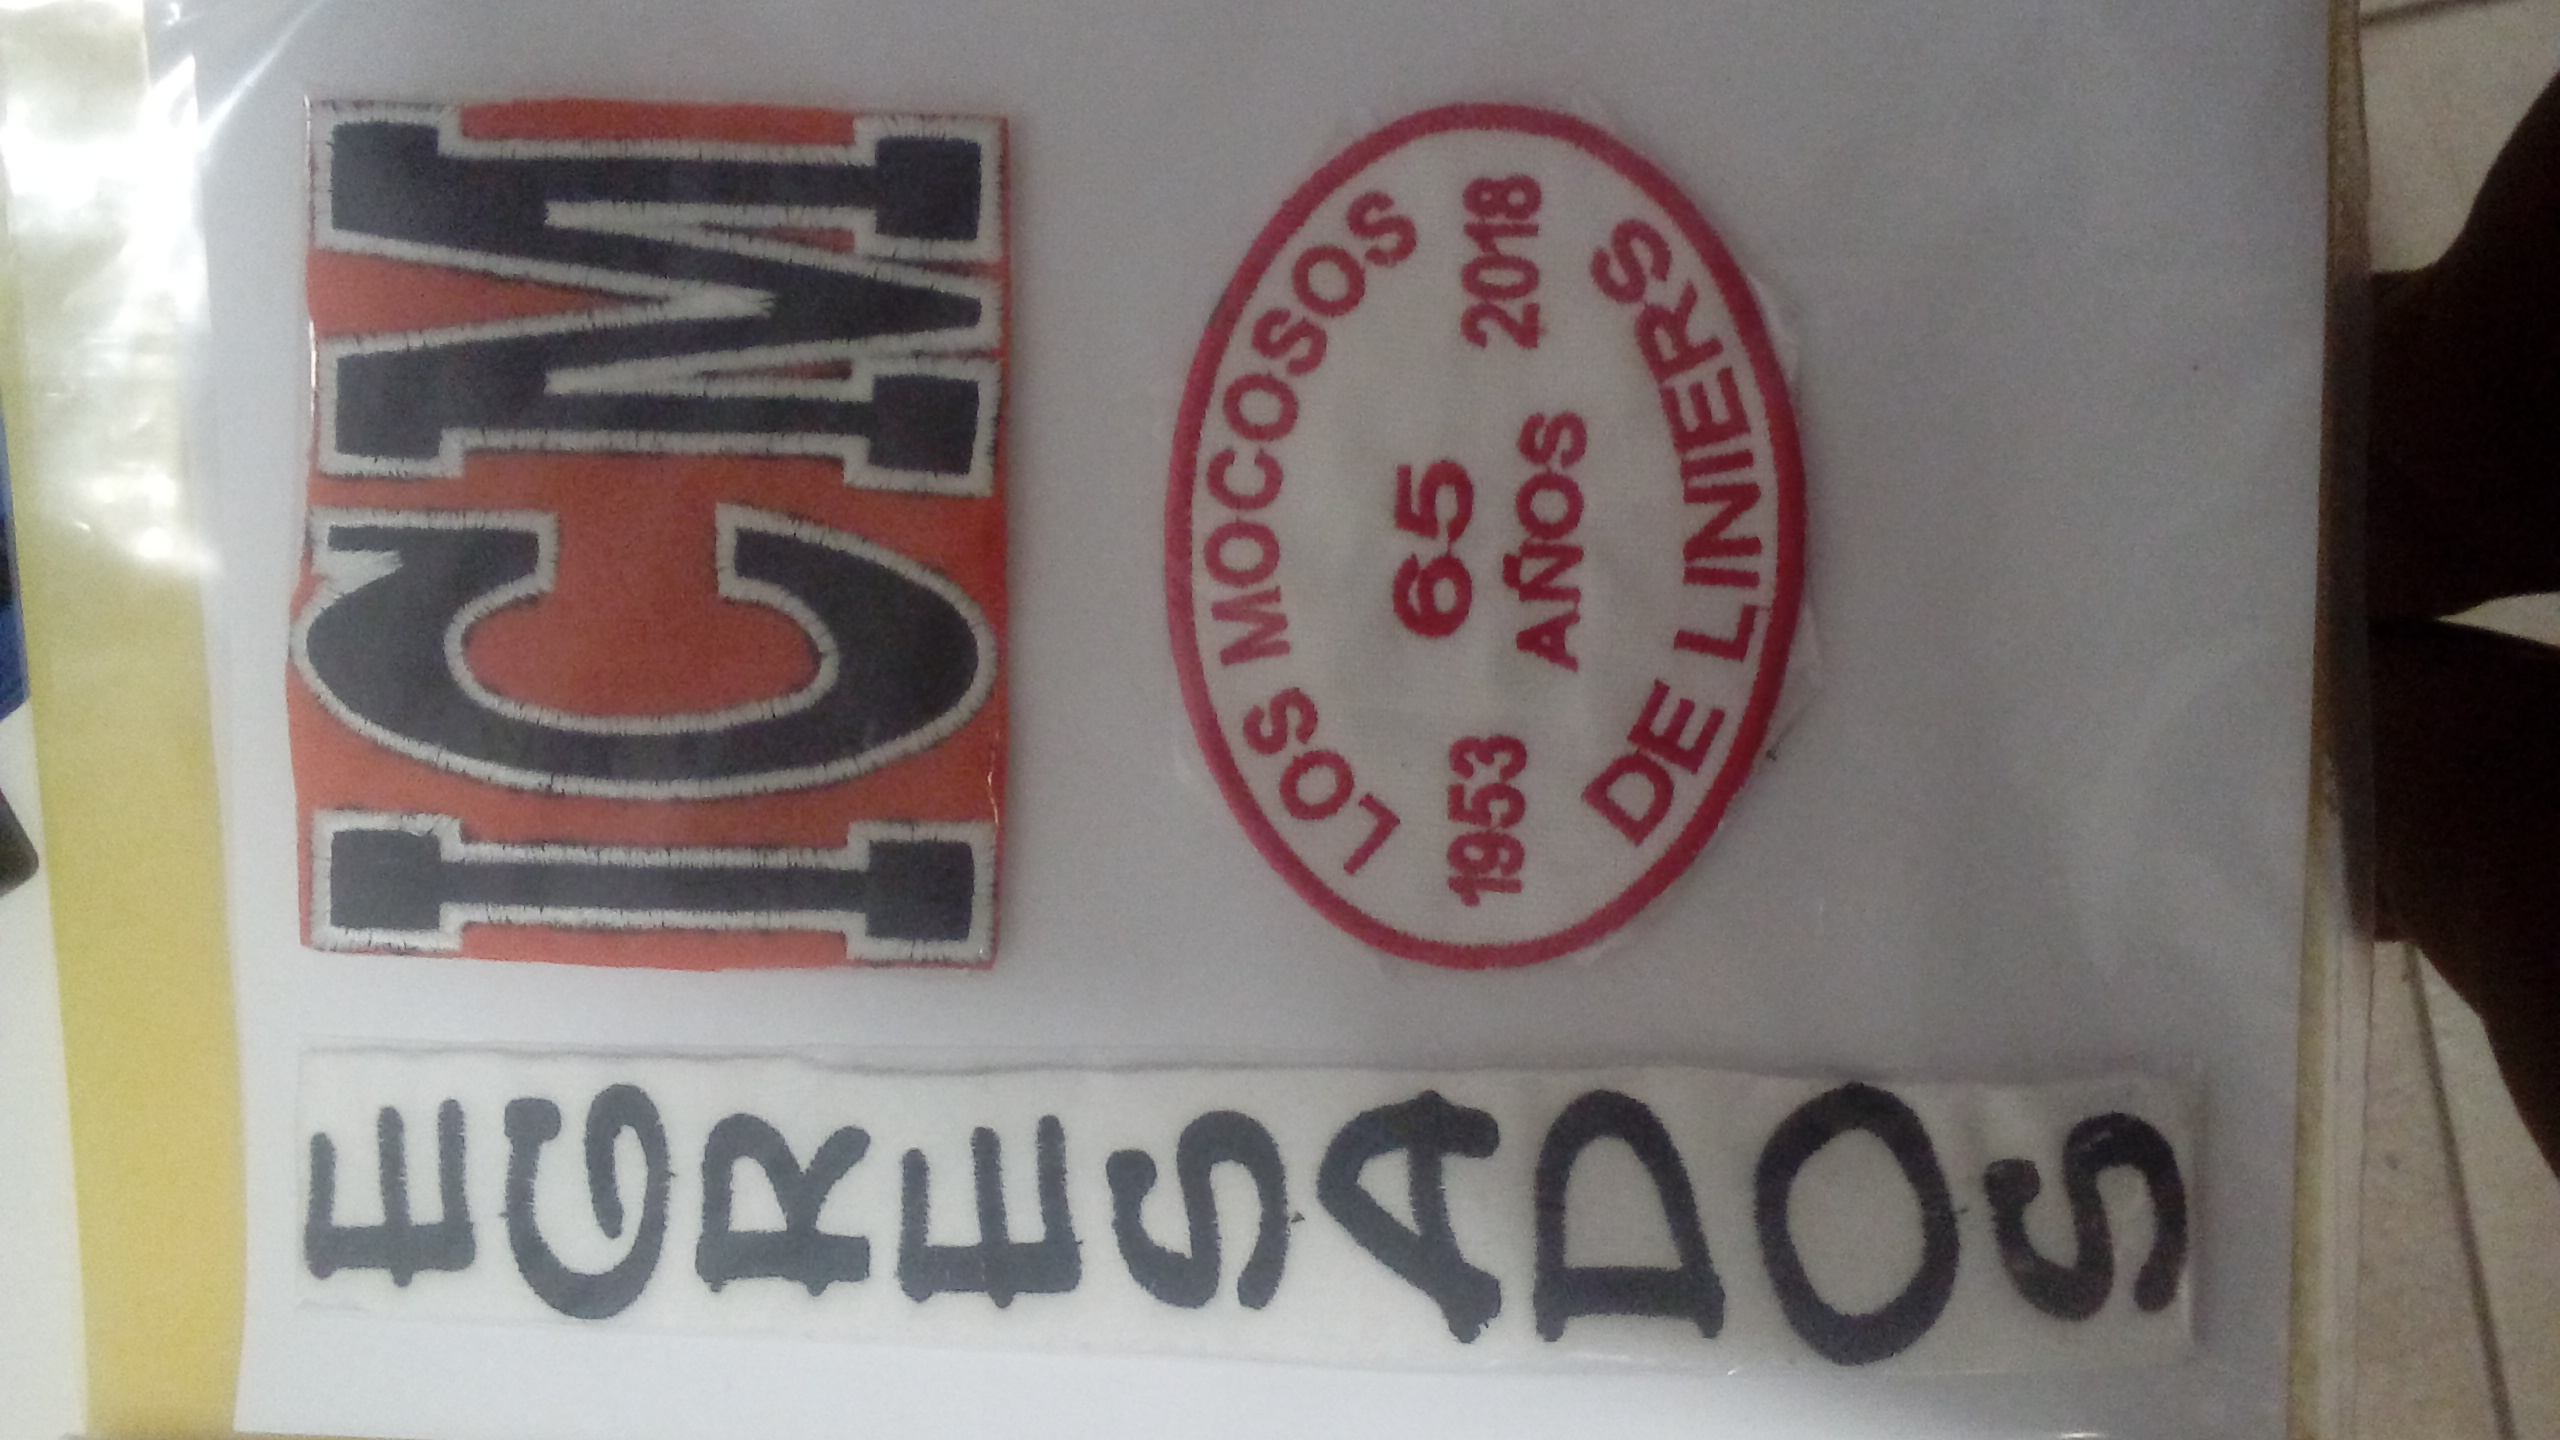 EGRESADOS
ICM
LOS MOCOSOS
65
1953 AÑOS 2018
DE LINIERS